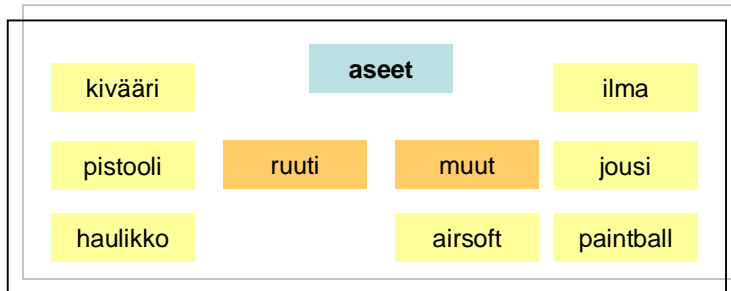 aseet
kivääri
ilma
pistooli
ruuti
muut
jousi
haulikko
airsoft
paintball